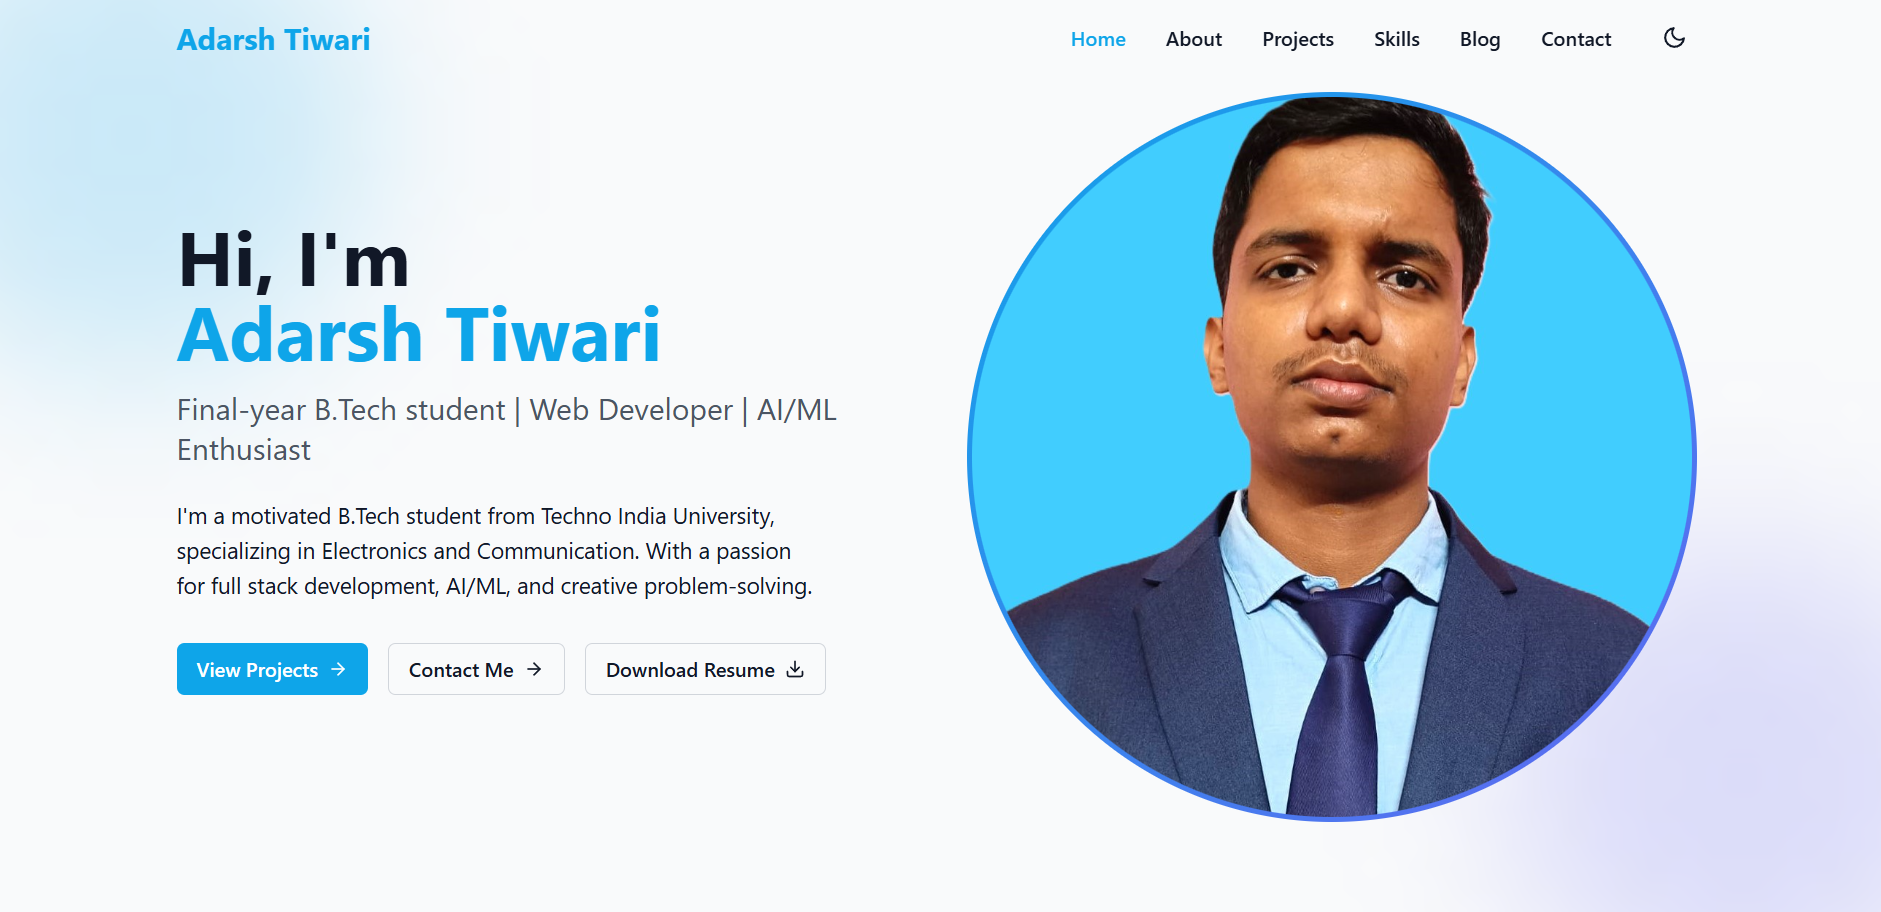 Adarsh Tiwari
Home About Projects Skills Blog Contact
Hi, I'm
Adarsh Tiwari
Final-year B.Tech student | Web Developer | AI/ML
Enthusiast
I'm a motivated B.Tech student from Techno India University,
specializing in Electronics and Communication. With a passion
for full stack development, AI/ML, and creative problem-solving.
View Projects
Contact Me
Download Resume